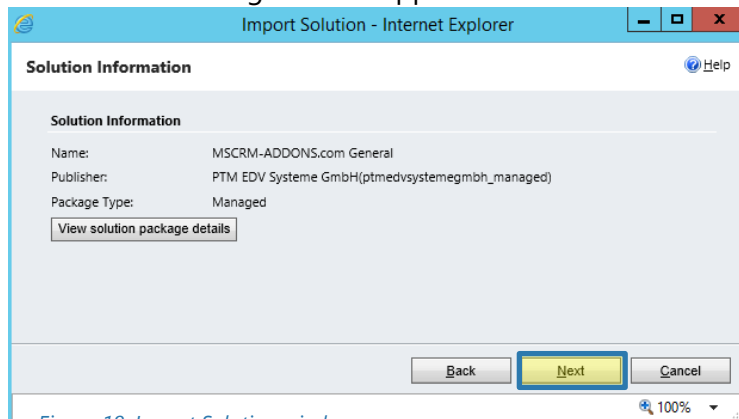 Import Solution - Internet Explorer
Solution Information
Help
Solution Information
Name: MSCRM-ADDONS.com General
Publisher: PTM EDV Systeme GmbH(ptmedvsystemegmbh_managed)
Package Type: Managed
View solution package details
Back Next Cancel
100%